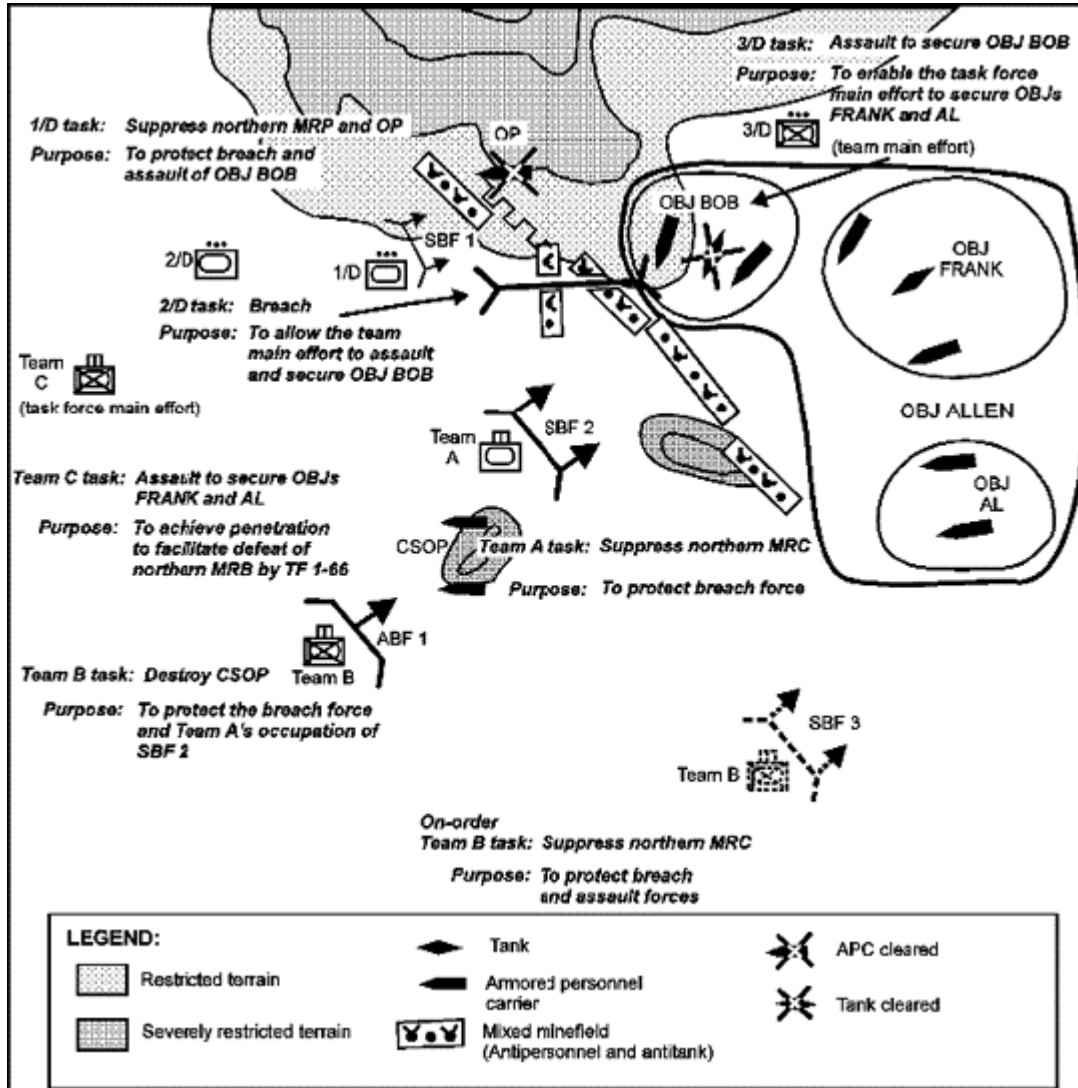 3/D task: Assault to secure OBJ BOB
Purpose: To enable the task force
main effort to secure OBJs
FRANK and AL
3/D
(team main effort)
1/D task: Suppress northern MRP and OP
Purpose: To protect breach and
assault of OBJ BOB
OP
OBJ BOB
OBJ
FRANK
SBF 1
2/D
1/D
2/D task: Breach
Purpose: To allow the team
main effort to assault
and secure OBJ BOB
Team
C
(task force main effort)
OBJ ALLEN
SBF 2
Team
A
Team C task: Assault to secure OBJs
FRANK and AL
Purpose: To achieve penetration
to facilitate defeat of
northern MRB by TF 1-66
OBJ
AL
CSOP
Team A task: Suppress northern MRC
Purpose: To protect breach force
ABF 1
Team B task: Destroy CSOP
Team B
Purpose: To protect the breach force
and Team A's occupation of
SBF 2
SBF 3
Team B
On-order
Team B task: Suppress northern MRC
Purpose: To protect breach
and assault forces
LEGEND:
Restricted terrain
Severely restricted terrain
Tank
Armored personnel
carrier
Mixed minefield
(Antipersonnel and antitank)
APC cleared
Tank cleared